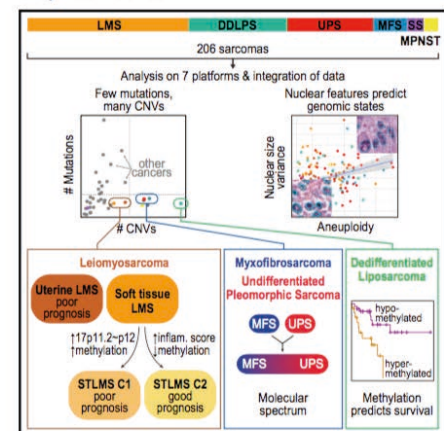 LMS DDLPS UPS MFS SS
MPNST
206 sarcomas
Analysis on 7 platforms & integration of data
Few mutations,
many CNVs
# Mutations
other
cancers
# CNVs
Nuclear features predict
genomic states
Nuclear size
variance
Aneuploidy
Leiomyosarcoma
Uterine LMS
poor
prognosis
Soft tissue
LMS
↑17p11.2~p12
↑methylation
↑inflam. score
↓methylation
STLMS C1
poor
prognosis
STLMS C2
good
prognosis
Myxofibrosarcoma
Undifferentiated
Pleomorphic Sarcoma
MFS UPS
MFS UPS
Molecular
spectrum
Dedifferentiated
Liposarcoma
hypo-
methylated
hyper-
methylated
Methylation
predicts survival